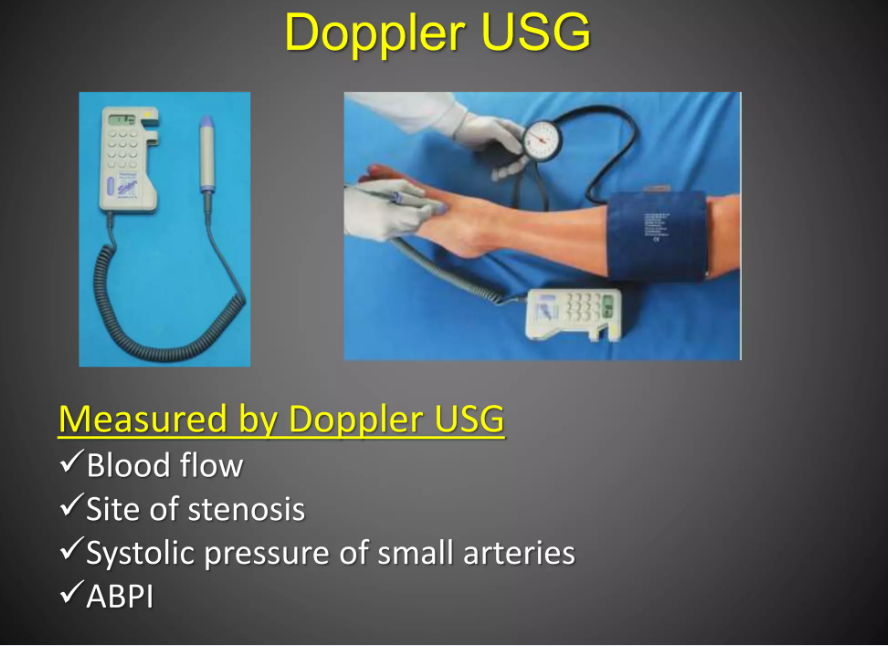 Doppler USG
Measured by Doppler USG
✓Blood flow
✓Site of stenosis
✓Systolic pressure of small arteries
✓ABPI